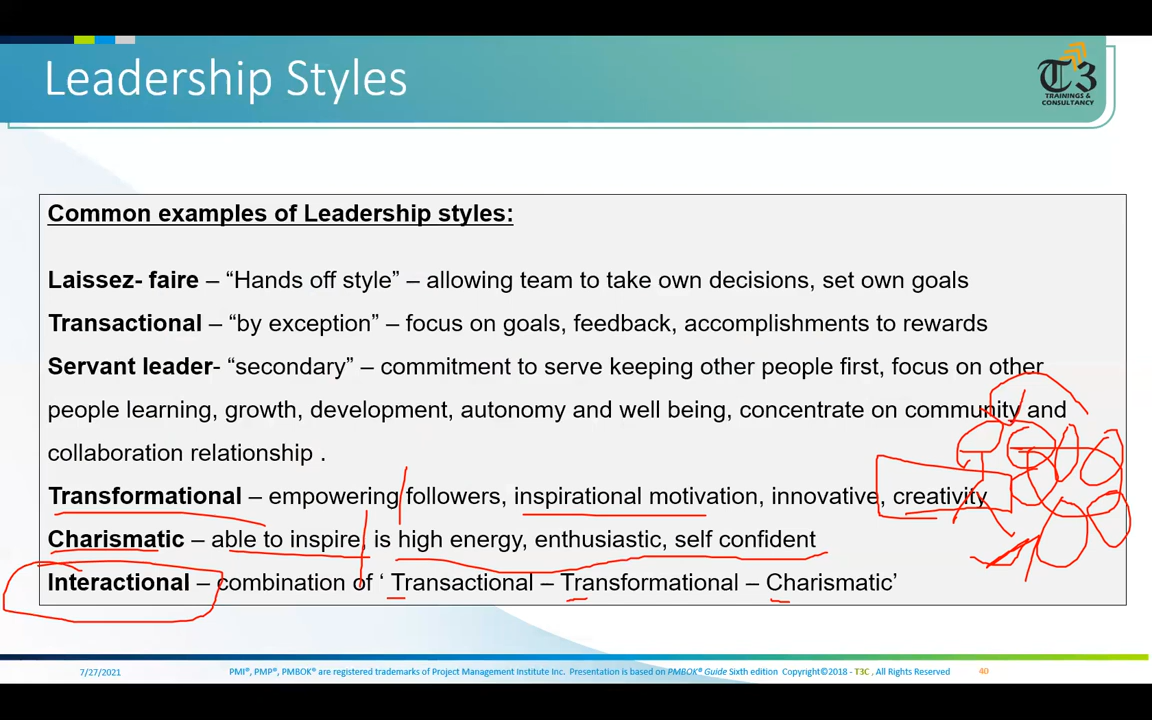 Leadership Styles
T3
TRAININGS &
CONSULTANCY
Common examples of Leadership styles:
Laissez- faire – “Hands off style” – allowing team to take own decisions, set own goals
Transactional – “by exception” – focus on goals, feedback, accomplishments to rewards
Servant leader- “secondary” – commitment to serve keeping other people first, focus on other
people learning, growth, development, autonomy and well being, concentrate on community and
collaboration relationship .
Transformational – empowering followers, inspirational motivation, innovative, creativity
Charismatic – able to inspire, is high energy, enthusiastic, self confident
Interactional – combination of ‘ Transactional – Transformational – Charismatic’
7/27/2021
PMI®, PMP®, PMBOK® are registered trademarks of Project Management Institute Inc. Presentation is based on PMBOK® Guide Sixth edition Copyright©2018 - T3C , All Rights Reserved
40